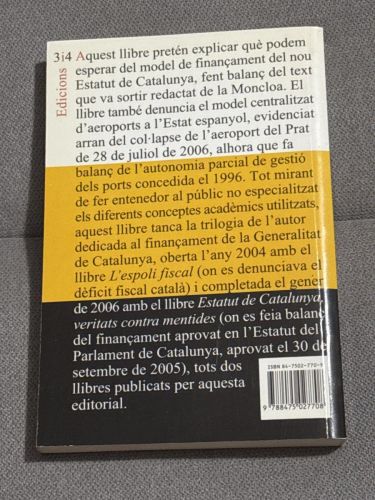 3i4
Edicions
Aquest llibre pretén explicar què podem
esperar del model de finançament del nou
Estatut de Catalunya, fent balanç del text
que va sortir redactat de la Moncloa. El
llibre també denuncia el model centralitzat
d'aeroports a l'Estat espanyol, evidenciat
arran del col·lapse de l'aeroport del Prat
de 28 de juliol de 2006, alhora que fa
balanç de l'autonomia parcial de gestió
dels ports concedida el 1996. Tot mirant
de fer entenedor al públic no especialitzat
els diferents conceptes acadèmics utilitzats,
aquest llibre tanca la trilogia de l'autor
dedicada al finançament de la Generalitat
de Catalunya, oberta l'any 2004 amb el
llibre L'espoli fiscal (on es denunciava el
dèficit fiscal català) i completada el gener
de 2006 amb el llibre Estatut de Catalunya,
veritats contra mentides (on es feia balanç
del finançament aprovat en l'Estatut del
Parlament de Catalunya, aprovat el 30 de
setembre de 2005), tots dos
llibres publicats per aquesta
editorial.
ISBN 84-7502-770-9
9 788475 027708